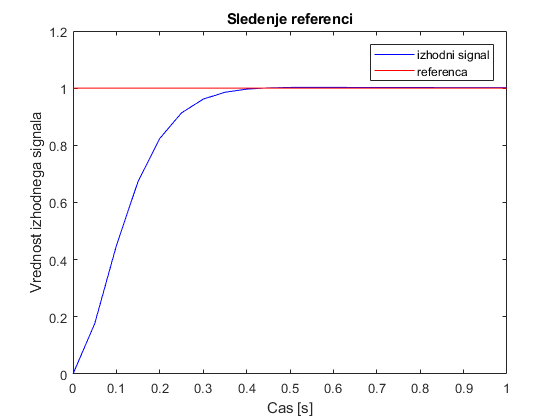 Sledenje referenci
izhodni signal
referenca
Vrednost izhodnega signala
1.2
1
0.8
0.6
0.4
0.2
0
0 0.1 0.2 0.3 0.4 0.5 0.6 0.7 0.8 0.9 1
Cas [s]